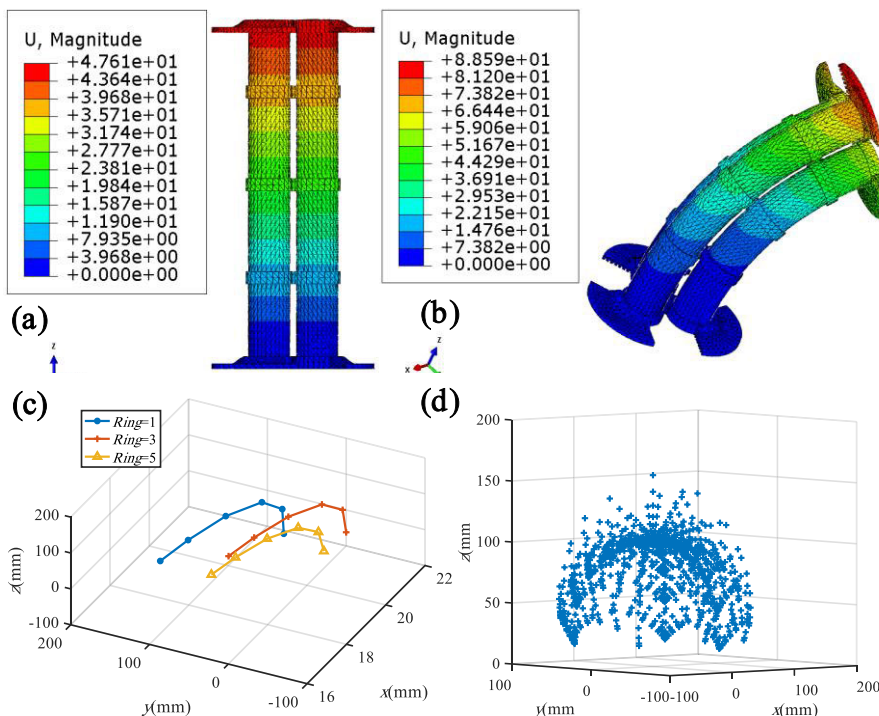 U, Magnitude
+4.761e+01
+4.364e+01
+3.968e+01
+3.571e+01
+3.174e+01
+2.777e+01
+2.381e+01
+1.984e+01
+1.587e+01
+1.190e+01
+7.935e+00
+3.968e+00
+0.000e+00
(a)
z
U, Magnitude
+8.859e+01
+8.120e+01
+7.382e+01
+6.644e+01
+5.906e+01
+5.167e+01
+4.429e+01
+3.691e+01
+2.953e+01
+2.215e+01
+1.476e+01
+7.382e+00
+0.000e+00
(b)
z
x
(c)
Ring=1
Ring=3
Ring=5
200
100
0
-100
z(mm)
200
100
0
-100
y(mm)
16
18
20
22
x(mm)
(d)
200
150
100
50
0
z(mm
100
0
-100
y(mm
-100
0
100
200
x(mm)